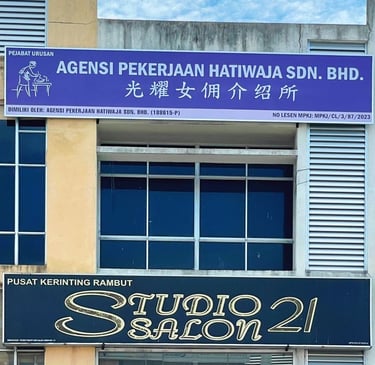 PEJABAT URUSAN
AGENSI PEKERJAAN HATIWAJA SDN. BHD.
光耀女佣介绍所
DIMILIKI OLEH: AGENSI PEKERJAAN HATIWAJA SDN. BHD. (180615-P)
NO LESEN MPKJ: MPKJ/CL/3/87/2023
PUSAT KERINTING RAMBUT
STUDIO 21
SALON